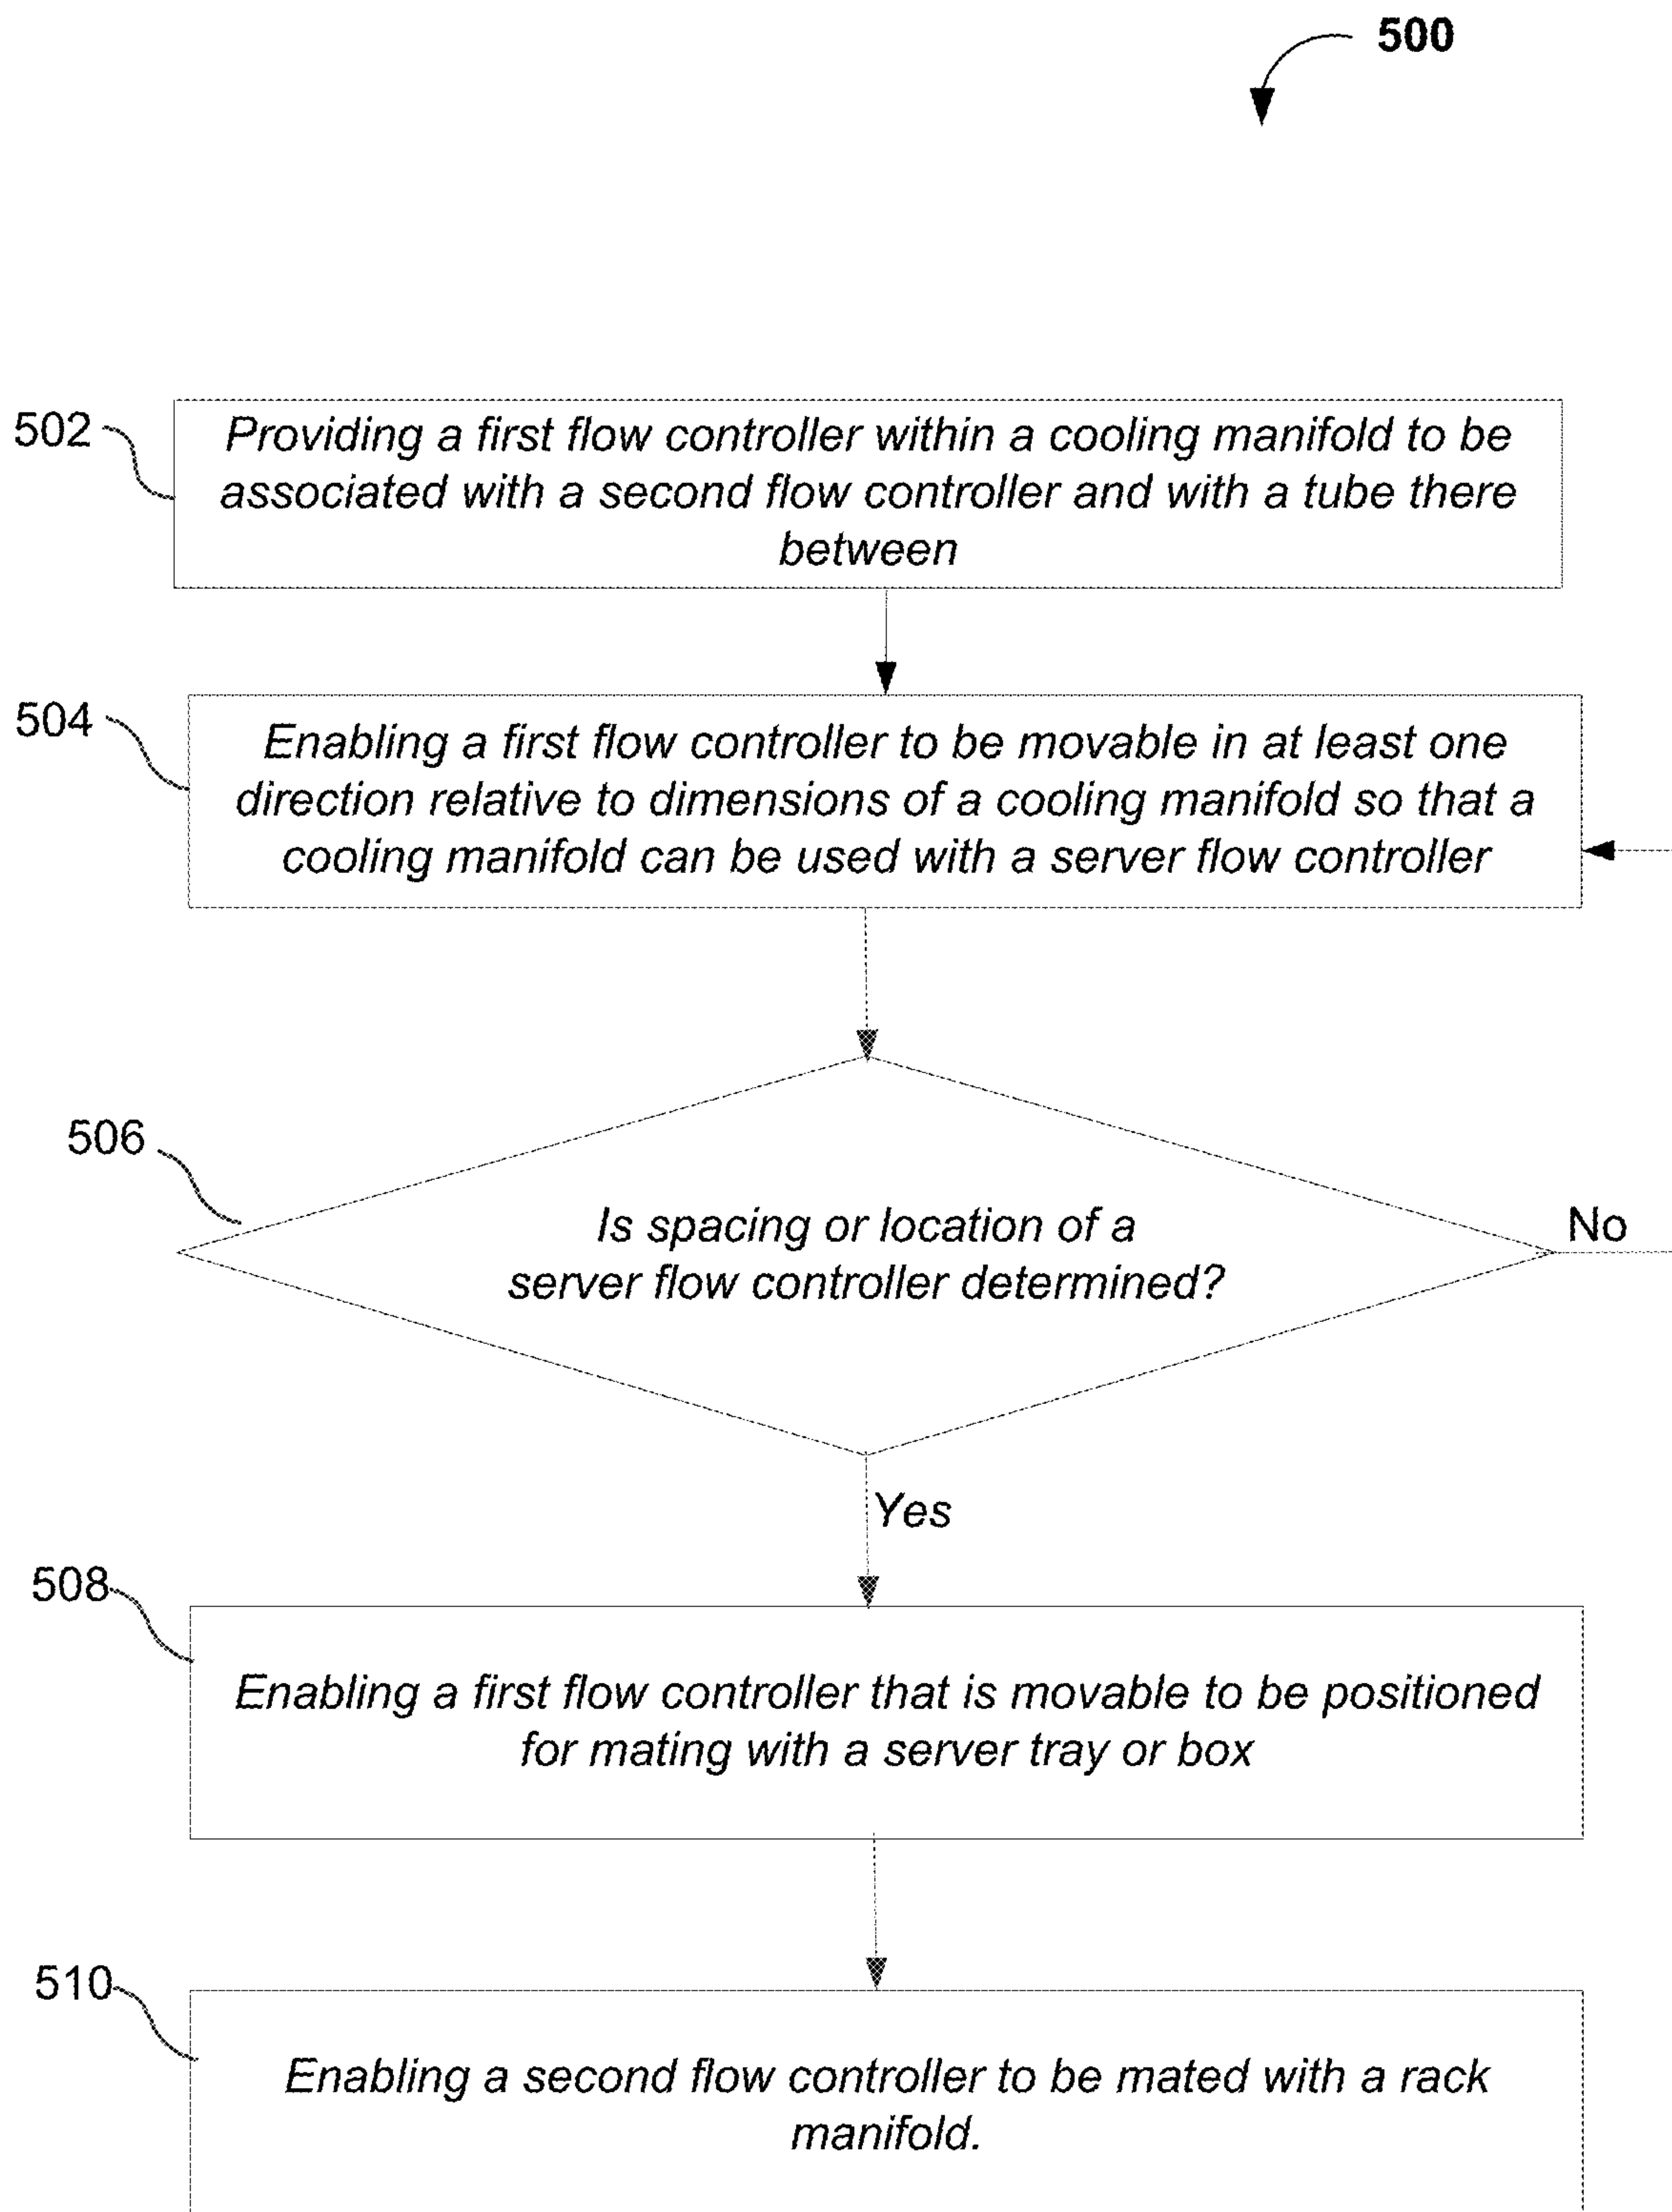 500
502
Providing a first flow controller within a cooling manifold to be
associated with a second flow controller and with a tube there
between
504
Enabling a first flow controller to be movable in at least one
direction relative to dimensions of a cooling manifold so that a
cooling manifold can be used with a server flow controller
506
Is spacing or location of a
server flow controller determined?
No
Yes
508
Enabling a first flow controller that is movable to be positioned
for mating with a server tray or box
510
Enabling a second flow controller to be mated with a rack
manifold.